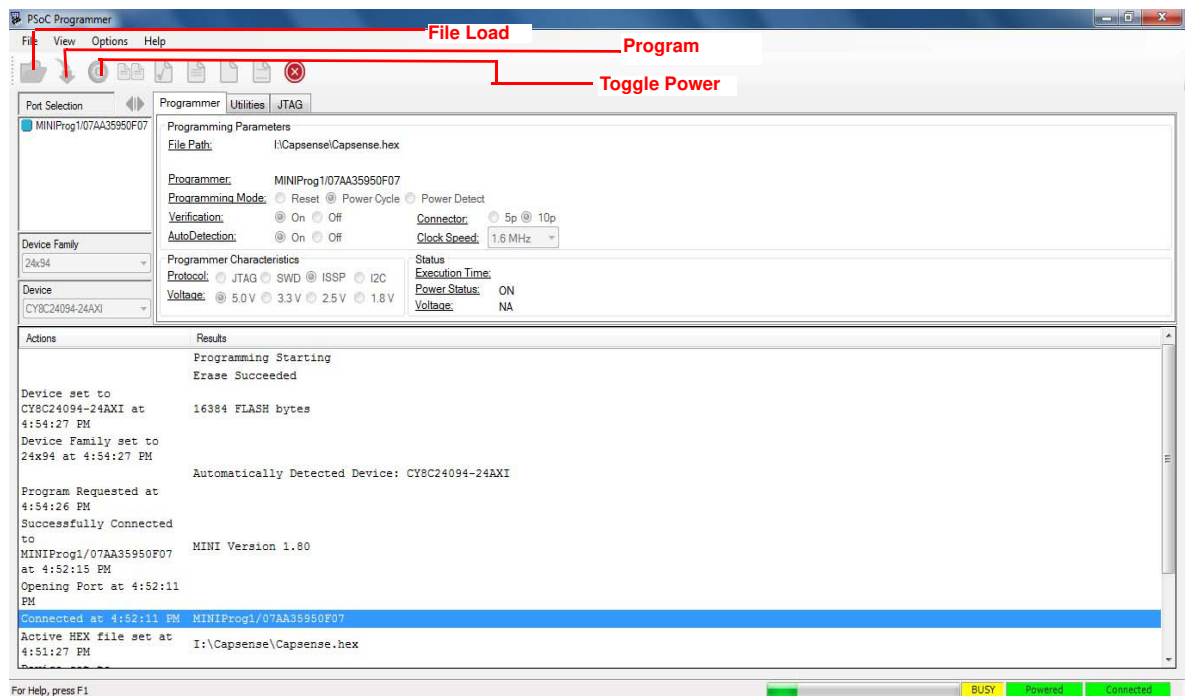 PSoC Programmer
File View Options Help
File Load
Program
Toggle Power
Port Selection
Programmer Utilities JTAG
MINIProg1/07AA35950F07
Programming Parameters
File Path: I:\Capsense\Capsense.hex
Programmer: MINIProg1/07AA35950F07
Programming Mode: Reset Power Cycle Power Detect
Verification: On Off Connector: 5p 10p
AutoDetection: On Off Clock Speed: 1.6 MHz
Device Family
24x94
Device
CY8C24094-24AXI
Programmer Characteristics
Protocol: JTAG SWD ISSP I2C
Voltage: 5.0 V 3.3 V 2.5 V 1.8 V
Status
Execution Time:
Power Status: ON
Voltage: NA
Actions Results
Programming Starting
Erase Succeeded
Device set to
CY8C24094-24AXI at 16384 FLASH bytes
4:54:27 PM
Device Family set to
24x94 at 4:54:27 PM
Automatically Detected Device: CY8C24094-24AXI
Program Requested at
4:54:26 PM
Successfully Connected
to
MINIProg1/07AA35950F07 MINI Version 1.80
at 4:52:15 PM
Opening Port at 4:52:11
PM
Connected at 4:52:11 PM MINIProg1/07AA35950F07
Active HEX file set at
4:51:27 PM I:\Capsense\Capsense.hex
For Help, press F1
BUSY Powered Connected